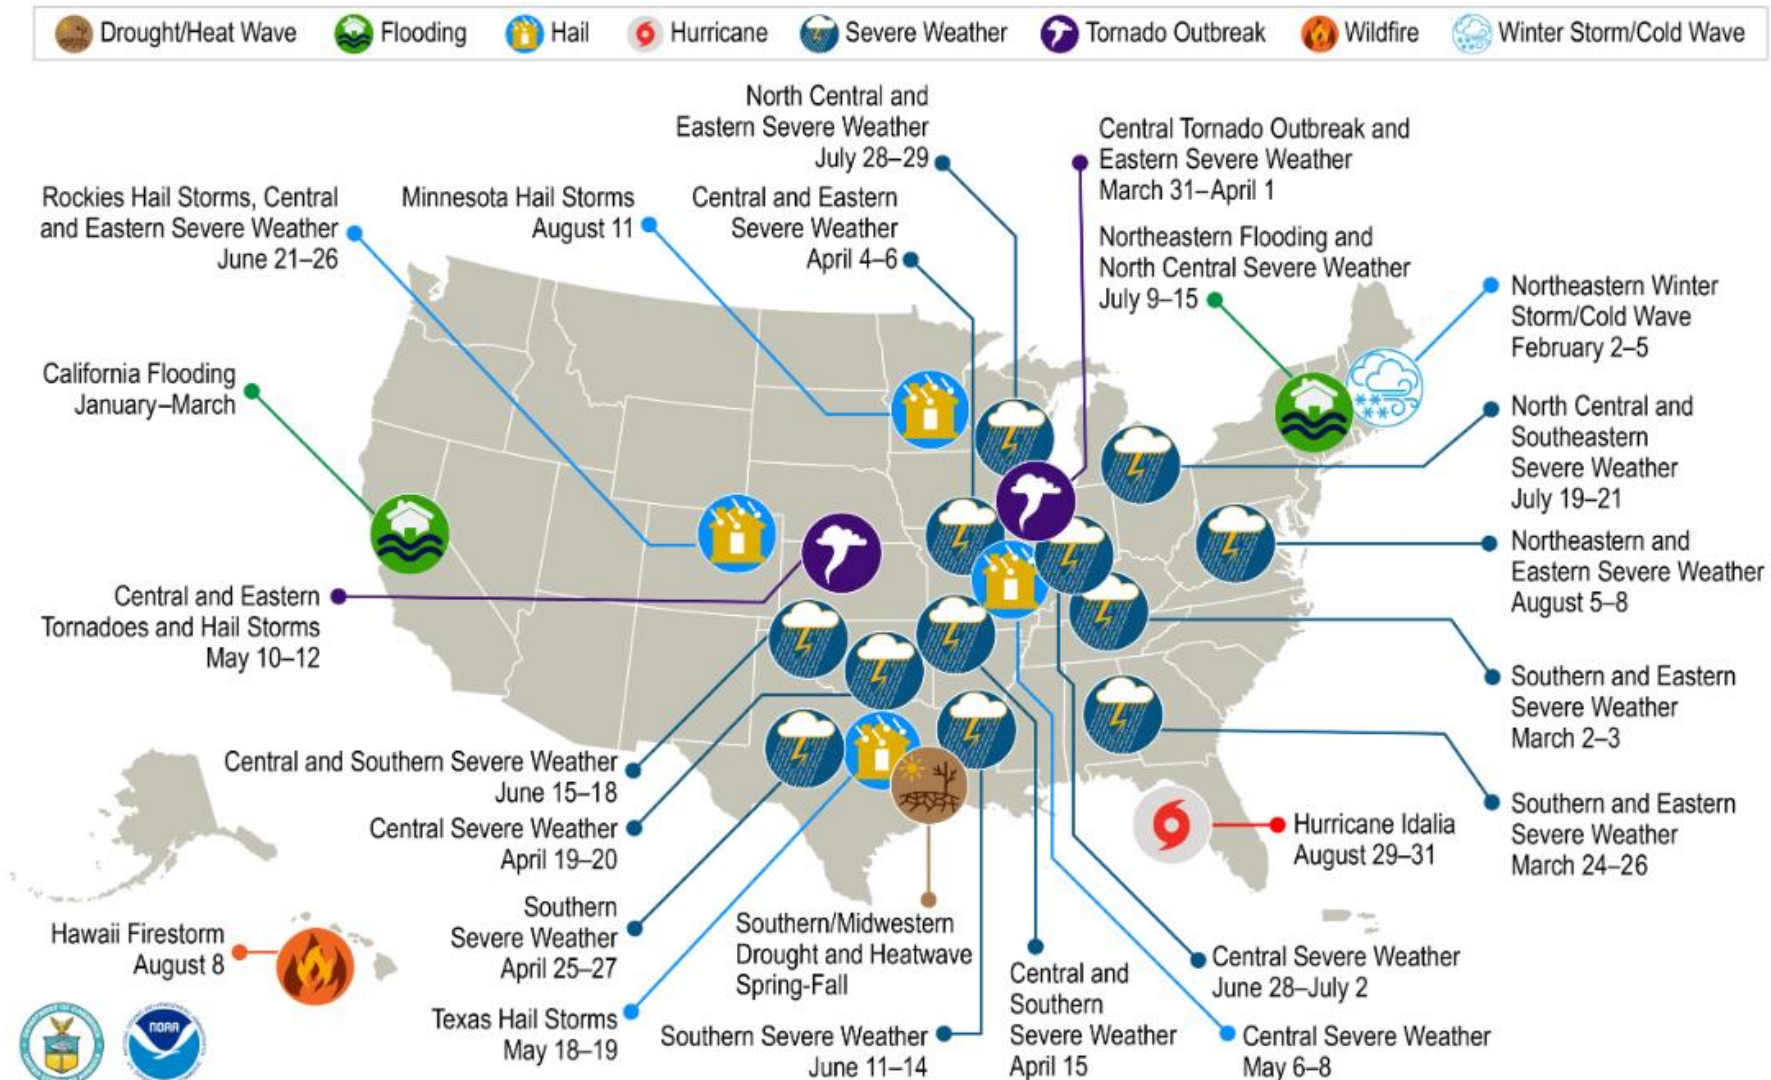 Drought/Heat Wave
Flooding
Hail
Hurricane
Severe Weather
Tornado Outbreak
Wildfire
Winter Storm/Cold Wave
North Central and
Eastern Severe Weather
July 28–29
Central Tornado Outbreak and
Eastern Severe Weather
March 31–April 1
Rockies Hail Storms, Central
and Eastern Severe Weather
June 21–26
Minnesota Hail Storms
August 11
Central and Eastern
Severe Weather
April 4–6
Northeastern Flooding and
North Central Severe Weather
July 9–15
Northeastern Winter
Storm/Cold Wave
February 2–5
California Flooding
January–March
North Central and
Southeastern
Severe Weather
July 19–21
Northeastern and
Eastern Severe Weather
August 5–8
Central and Eastern
Tornadoes and Hail Storms
May 10–12
Southern and Eastern
Severe Weather
March 2–3
Central and Southern Severe Weather
June 15–18
Central Severe Weather
April 19–20
Southern and Eastern
Severe Weather
March 24–26
Hurricane Idalia
August 29–31
Southern
Severe Weather
April 25–27
Hawaii Firestorm
August 8
Southern/Midwestern
Drought and Heatwave
Spring-Fall
Central and
Southern
Severe Weather
April 15
Central Severe Weather
June 28–July 2
Texas Hail Storms
May 18–19
Southern Severe Weather
June 11–14
Central Severe Weather
May 6–8
NOAA